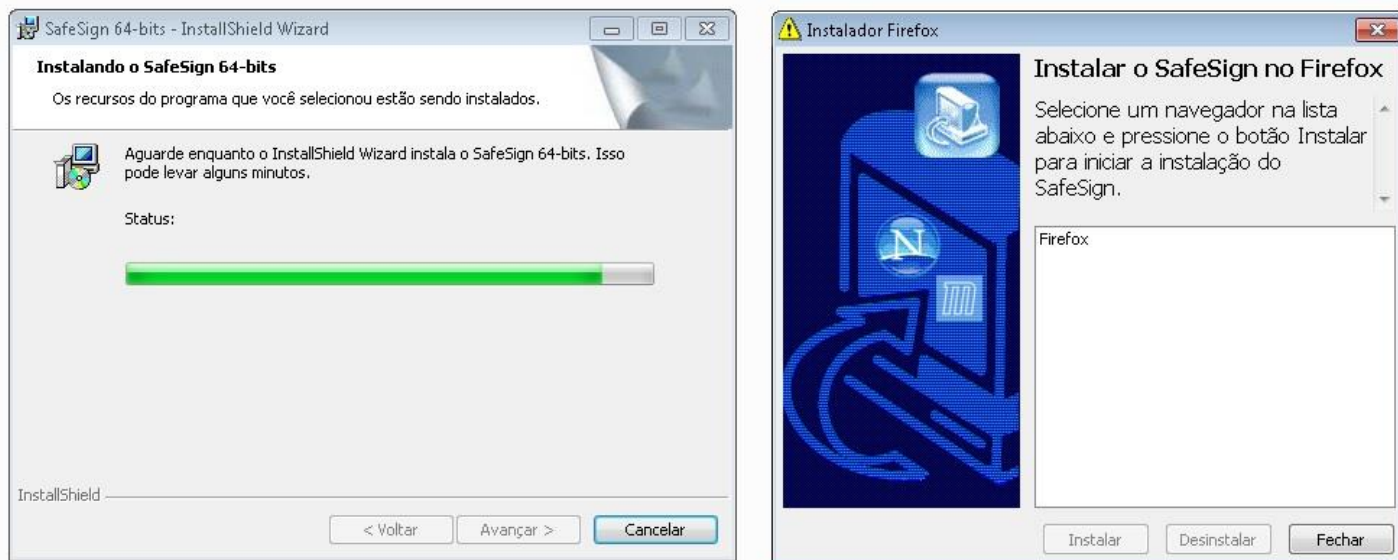 SafeSign 64-bits - InstallShield Wizard
Instalando o SafeSign 64-bits
Os recursos do programa que você selecionou estão sendo instalados.
Aguarde enquanto o InstallShield Wizard instala o SafeSign 64-bits. Isso
pode levar alguns minutos.
Status:
InstallShield
< Voltar
Avançar >
Cancelar
Instalador Firefox
Instalar o SafeSign no Firefox
Selecione um navegador na lista
abaixo e pressione o botão Instalar
para iniciar a instalação do
SafeSign.
N
m
Firefox
Instalar
Desinstalar
Fechar